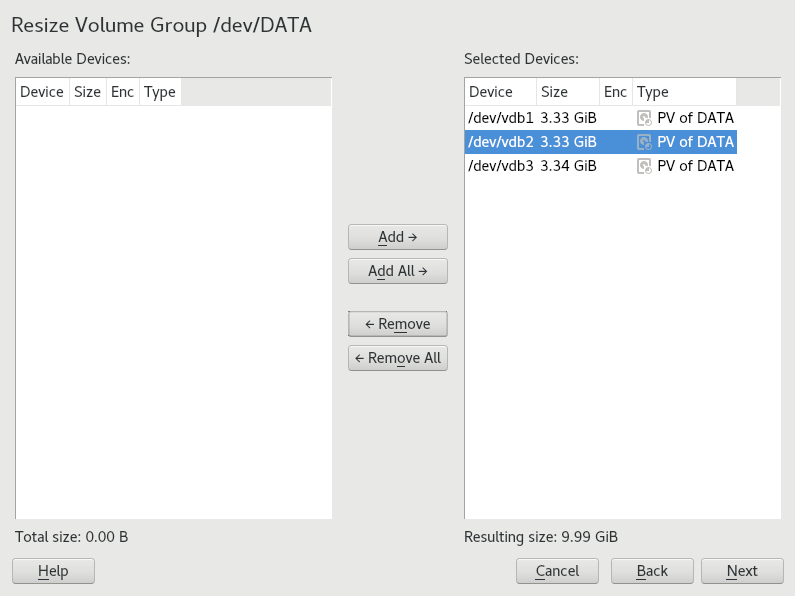 Resize Volume Group /dev/DATA
Available Devices:
Device Size Enc Type
Total size: 0.00 B
Add →
Add All →
← Remove
← Remove All
Selected Devices:
Device Size Enc Type
/dev/vdb1 3.33 GiB PV of DATA
/dev/vdb2 3.33 GiB PV of DATA
/dev/vdb3 3.34 GiB PV of DATA
Resulting size: 9.99 GiB
Help Cancel Back Next